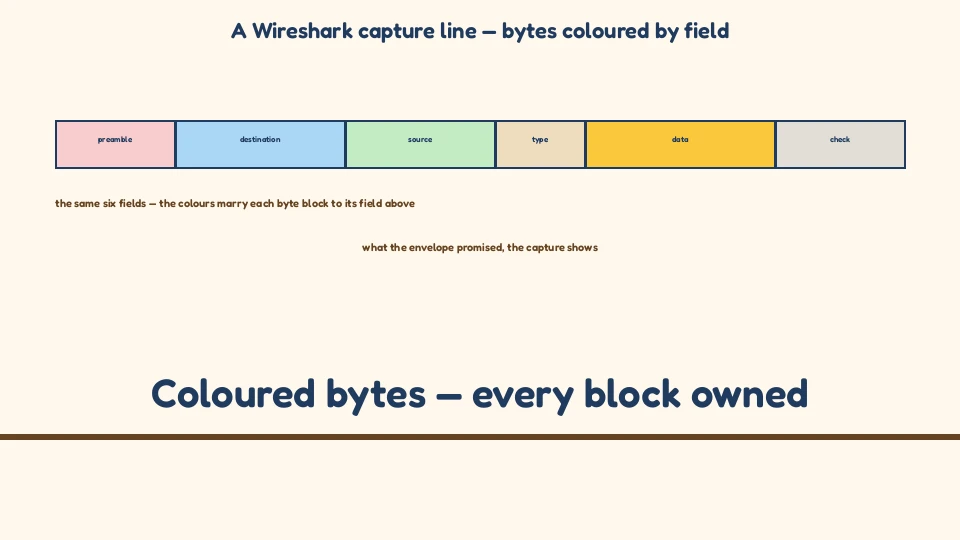 A Wireshark capture line — bytes coloured by field
preamble destination source type data check
the same six fields — the colours marry each byte block to its field above
what the envelope promised, the capture shows
Coloured bytes — every block owned